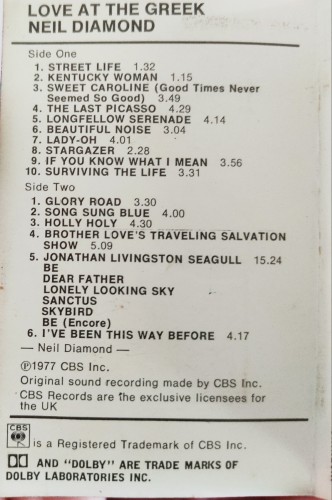 LOVE AT THE GREEK
NEIL DIAMOND
Side One
1. STREET LIFE 1.32
2. KENTUCKY WOMAN 1.15
3. SWEET CAROLINE (Good Times Never
Seemed So Good) 3.49
4. THE LAST PICASSO 4.29
5. LONGFELLOW SERENADE 4.14
6. BEAUTIFUL NOISE 3.04
7. LADY-OH 4.01
8. STARGAZER 2.28
9. IF YOU KNOW WHAT I MEAN 3.56
10. SURVIVING THE LIFE 3.31
Side Two
1. GLORY ROAD 3.30
2. SONG SUNG BLUE 4.00
3. HOLLY HOLY 4.30
4. BROTHER LOVE'S TRAVELING SALVATION
SHOW 5.09
5. JONATHAN LIVINGSTON SEAGULL 15.24
BE
DEAR FATHER
LONELY LOOKING SKY
SANCTUS
SKYBIRD
BE (Encore)
6. I'VE BEEN THIS WAY BEFORE 4.17
— Neil Diamond —
℗1977 CBS Inc.
Original sound recording made by CBS Inc.
CBS Records are the exclusive licensees for
the UK
CBS is a Registered Trademark of CBS Inc.
AND "DOLBY" ARE TRADE MARKS OF
DOLBY LABORATORIES INC.